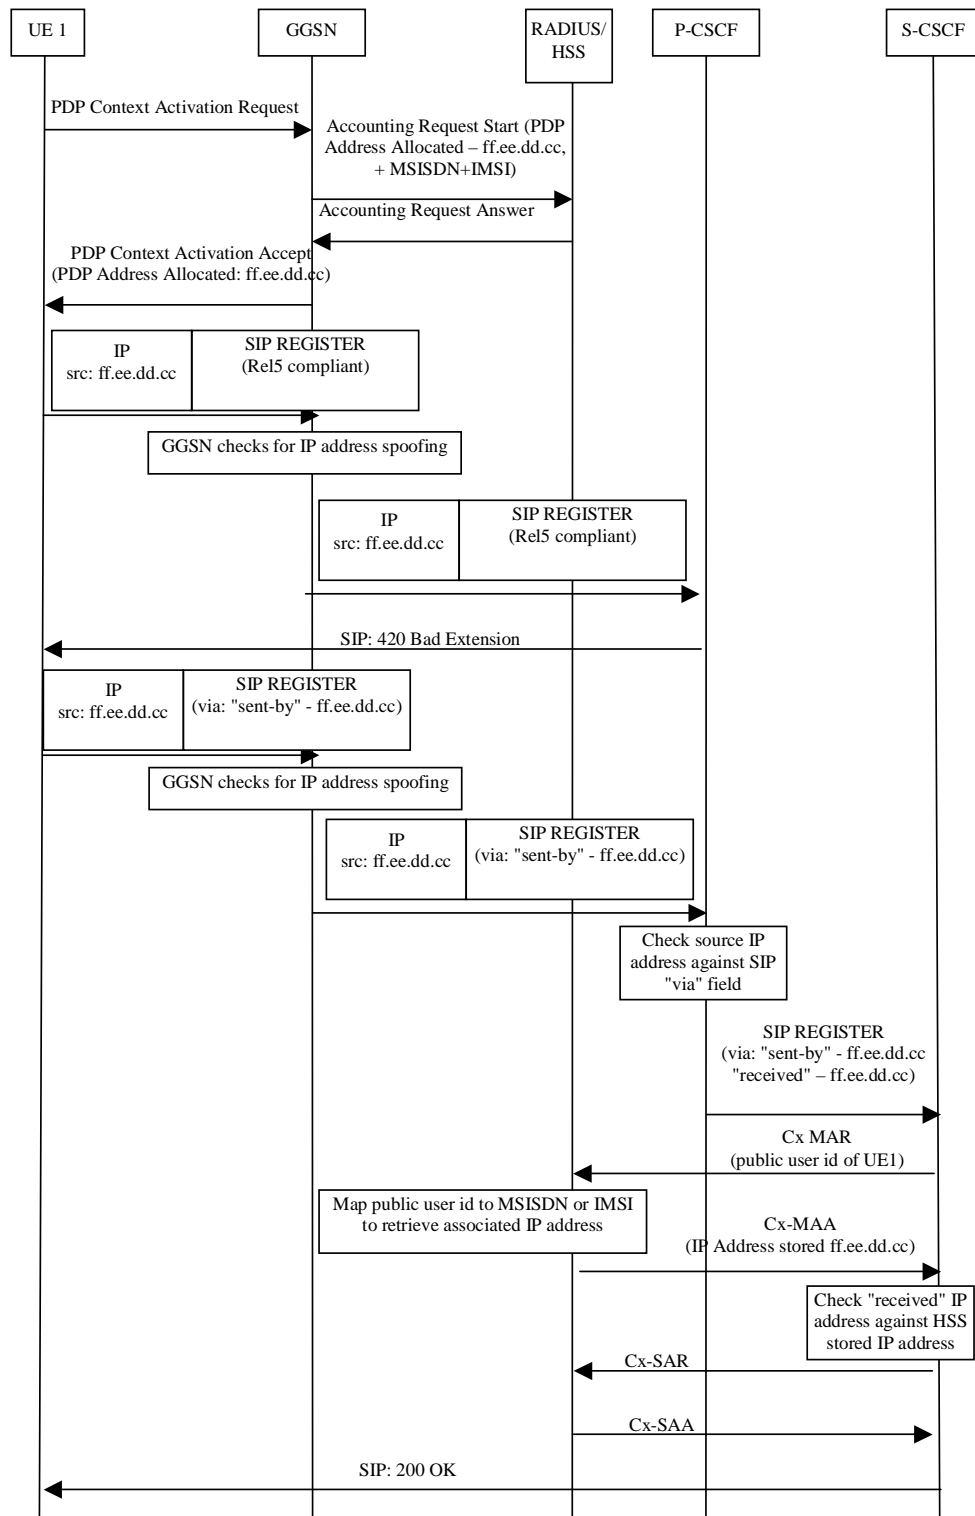 UE 1
GGSN
RADIUS/
HSS
P-CSCF
S-CSCF
PDP Context Activation Request
Accounting Request Start (PDP
Address Allocated – ff.ee.dd.cc,
+ MSISDN+IMSI)
Accounting Request Answer
PDP Context Activation Accept
(PDP Address Allocated: ff.ee.dd.cc)
IP
src: ff.ee.dd.cc
SIP REGISTER
(Rel5 compliant)
GGSN checks for IP address spoofing
IP
src: ff.ee.dd.cc
SIP REGISTER
(Rel5 compliant)
SIP: 420 Bad Extension
IP
src: ff.ee.dd.cc
SIP REGISTER
(via: "sent-by" - ff.ee.dd.cc)
GGSN checks for IP address spoofing
IP
src: ff.ee.dd.cc
SIP REGISTER
(via: "sent-by" - ff.ee.dd.cc)
Check source IP
address against SIP
"via" field
SIP REGISTER
(via: "sent-by" - ff.ee.dd.cc
"received" – ff.ee.dd.cc)
Cx MAR
(public user id of UE1)
Map public user id to MSISDN or IMSI
to retrieve associated IP address
Cx-MAA
(IP Address stored ff.ee.dd.cc)
Check "received" IP
address against HSS
stored IP address
Cx-SAR
Cx-SAA
SIP: 200 OK